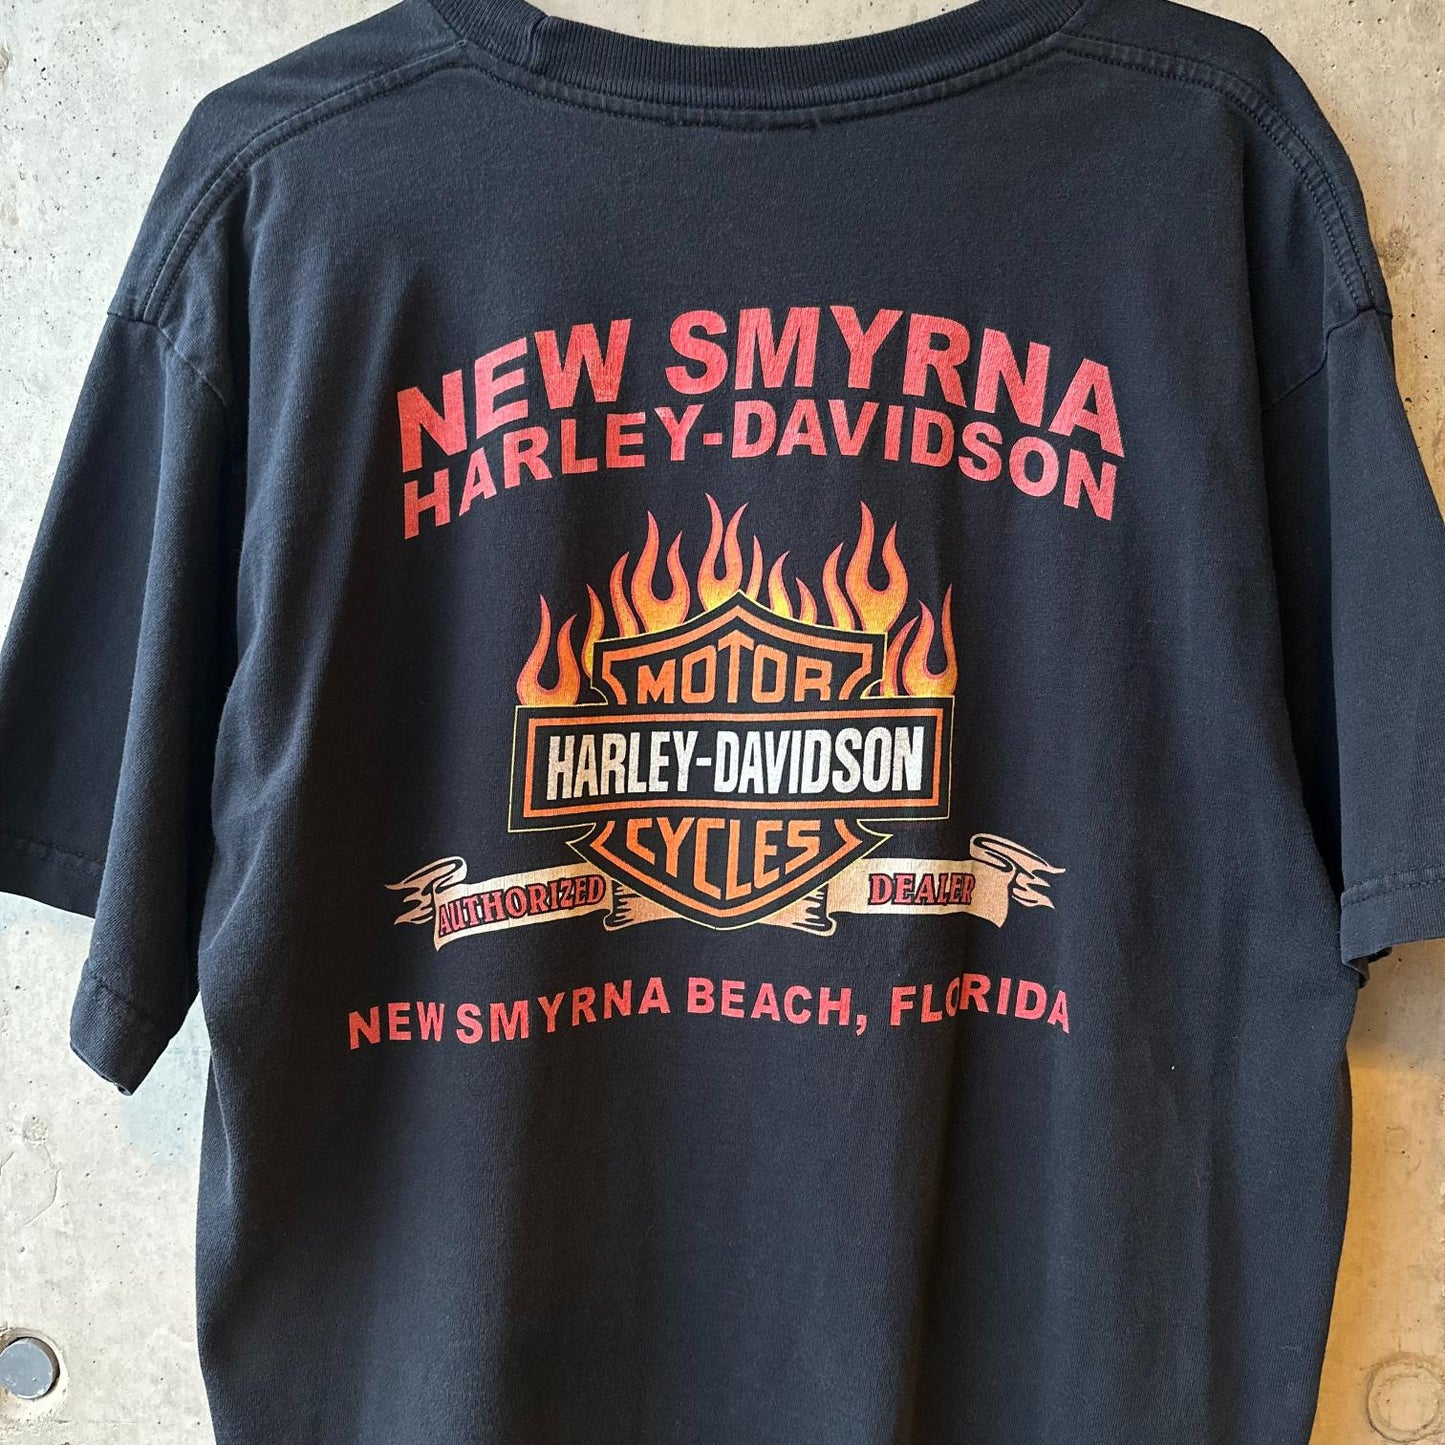 NEW SMYRNA
HARLEY-DAVIDSON
MOTOR
HARLEY-DAVIDSON
CYCLES
AUTHORIZED DEALER
NEW SMYRNA BEACH, FLORIDA